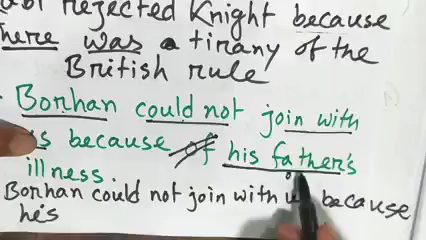 rejected Knight because
there was a tirany of the
British rule
Borhan could not join with
because of his father's
illness.
Borhan could not join with because
he's